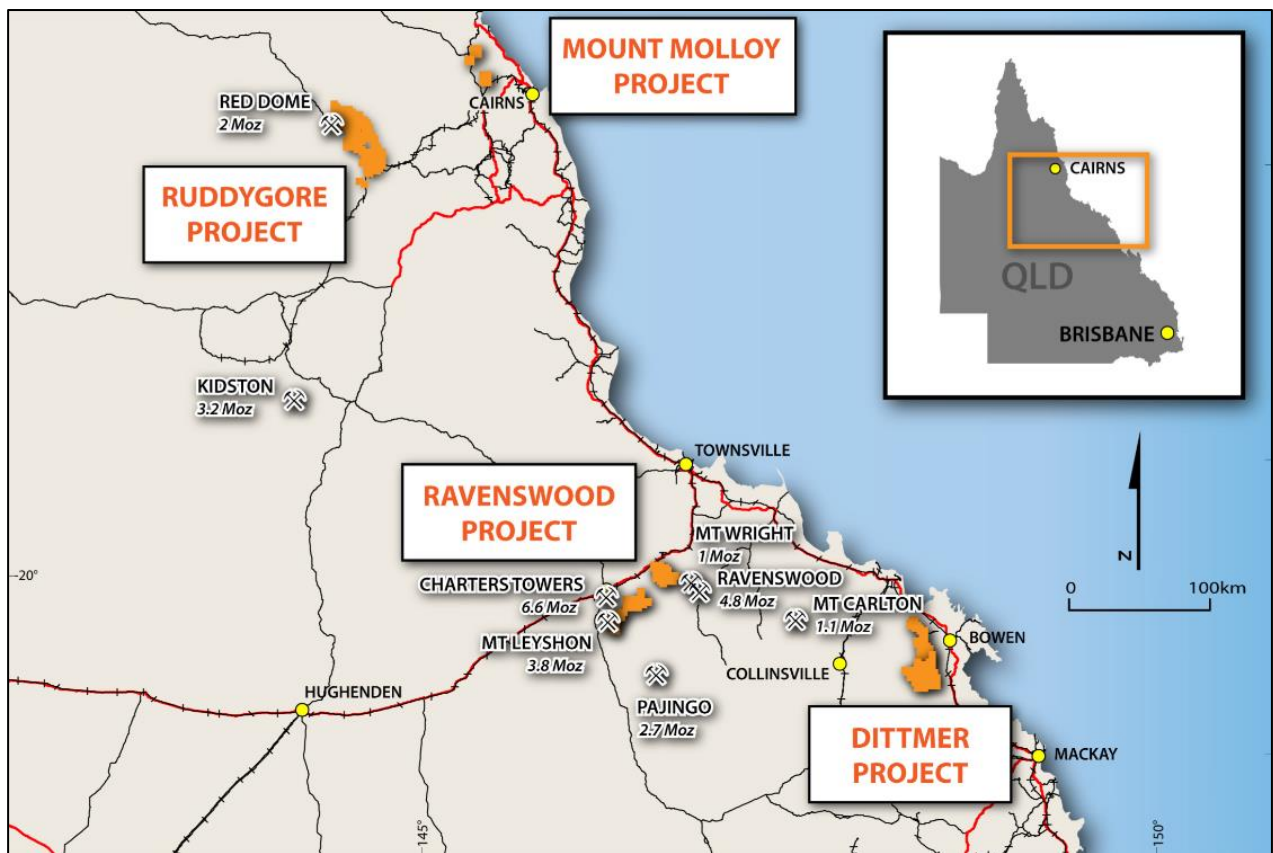 MOUNT MOLLOY
PROJECT
CAIRNS
RED DOME
2 Moz
RUDDYGORE
PROJECT
CAIRNS
QLD
BRISBANE
KIDSTON
3.2 Moz
TOWNSVILLE
RAVENSWOOD
PROJECT
N
MT WRIGHT
1 Moz
20°
CHARTERS TOWERS
6.6 Moz
RAVENSWOOD
4.8 Moz
0
100km
MT CARLTON
1.1 Moz
MT LEYSHON
3.8 Moz
BOWEN
COLLINSVILLE
PAJINGO
2.7 Moz
HUGHENDEN
DITTMER
PROJECT
MACKAY
145°
150°